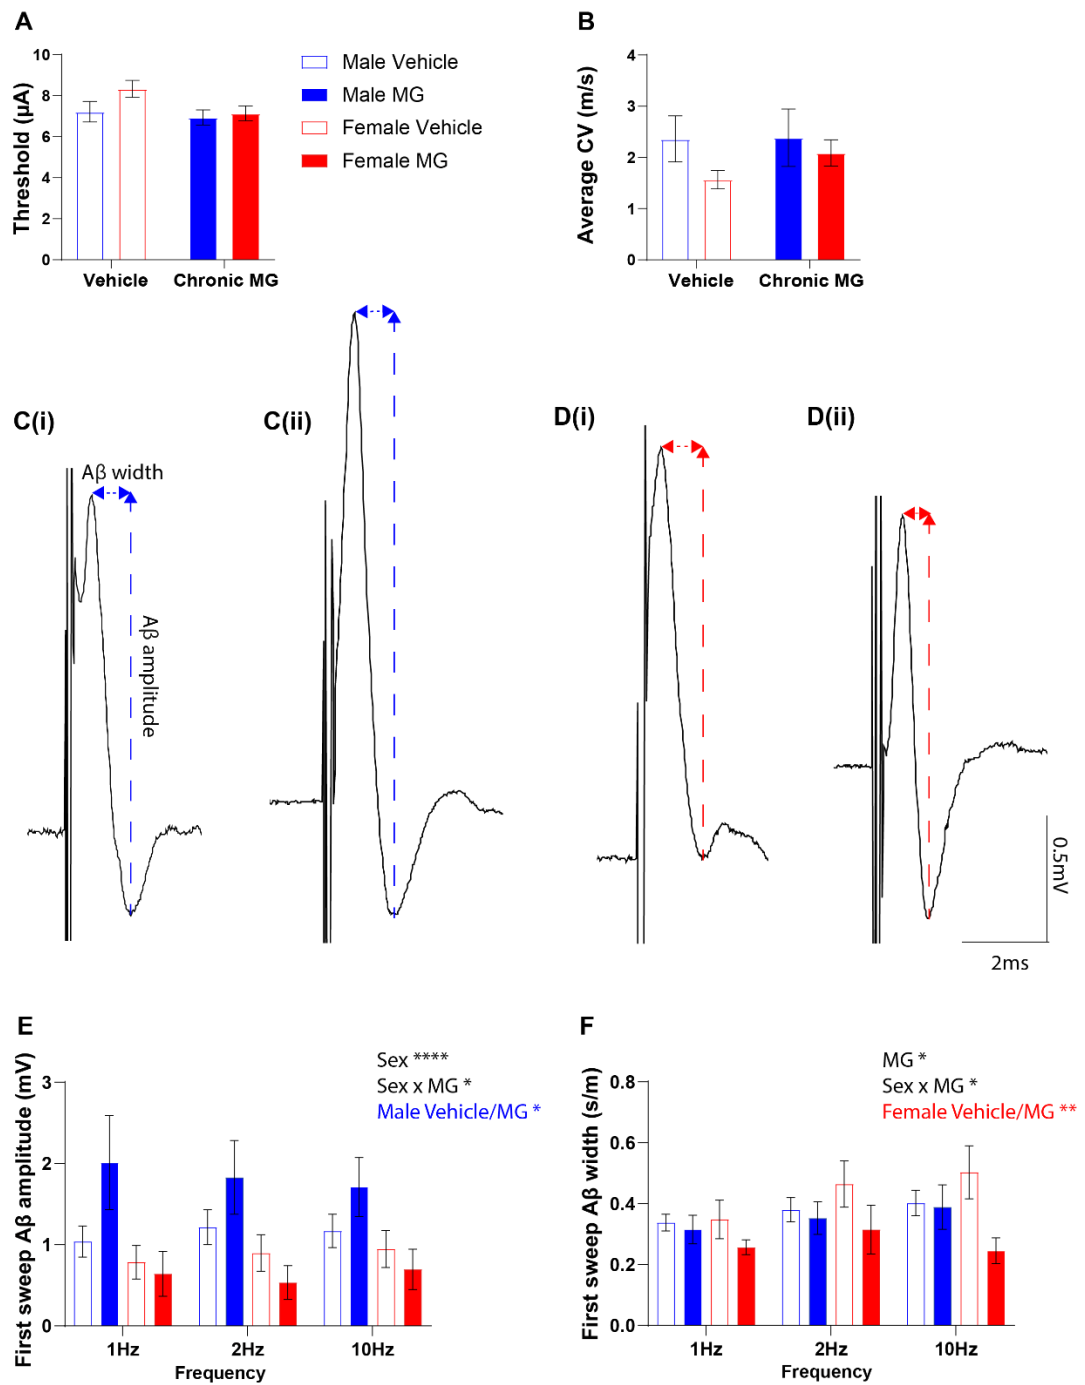 A
B
10
8
6
4
2
0
Threshold (µA)
Vehicle
Chronic MG
Male Vehicle
Male MG
Female Vehicle
Female MG
4
3
2
1
0
Average CV (m/s)
Vehicle
Chronic MG
C(i)
C(ii)
D(i)
D(ii)
Aβ width
Aβ amplitude
0.5mV
2ms
E
F
Sex ****
Sex x MG *
Male Vehicle/MG *
3
2
1
0
First sweep Aβ amplitude (mV)
1Hz
2Hz
10Hz
Frequency
MG *
Sex x MG *
Female Vehicle/MG **
0.8
0.6
0.4
0.2
0.0
First sweep Aβ width (s/m)
1Hz
2Hz
10Hz
Frequency